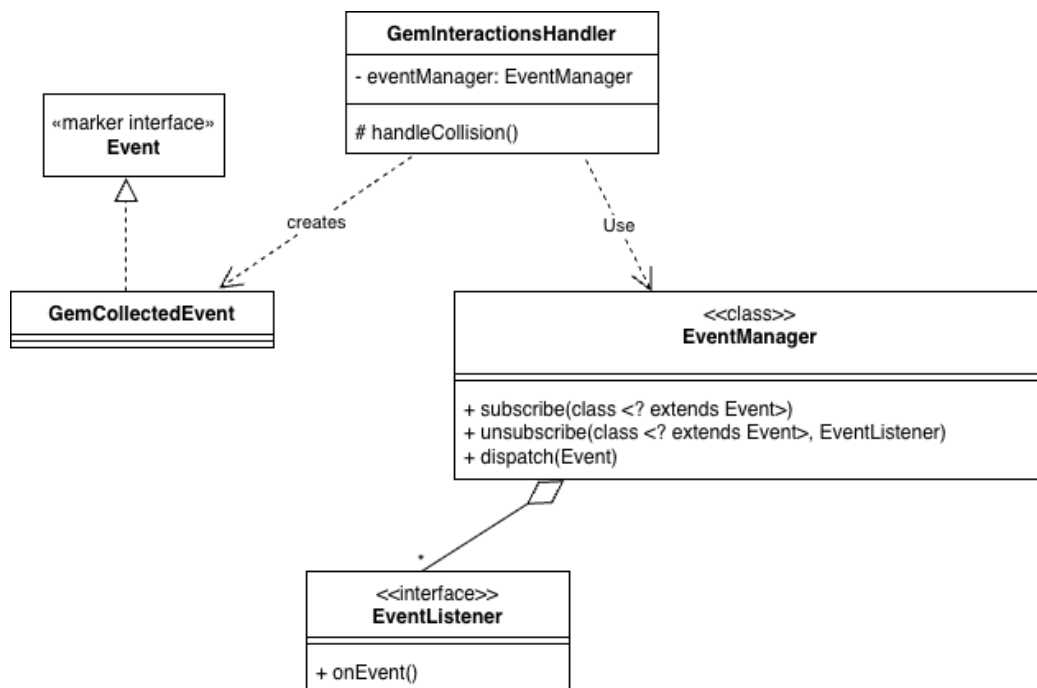 GemInteractionsHandler
- eventManager: EventManager
# handleCollision()
«marker interface»
Event
creates
Use
GemCollectedEvent
<<class>>
EventManager
+ subscribe(class <? extends Event>)
+ unsubscribe(class <? extends Event>, EventListener)
+ dispatch(Event)
*
<<interface>>
EventListener
+ onEvent()